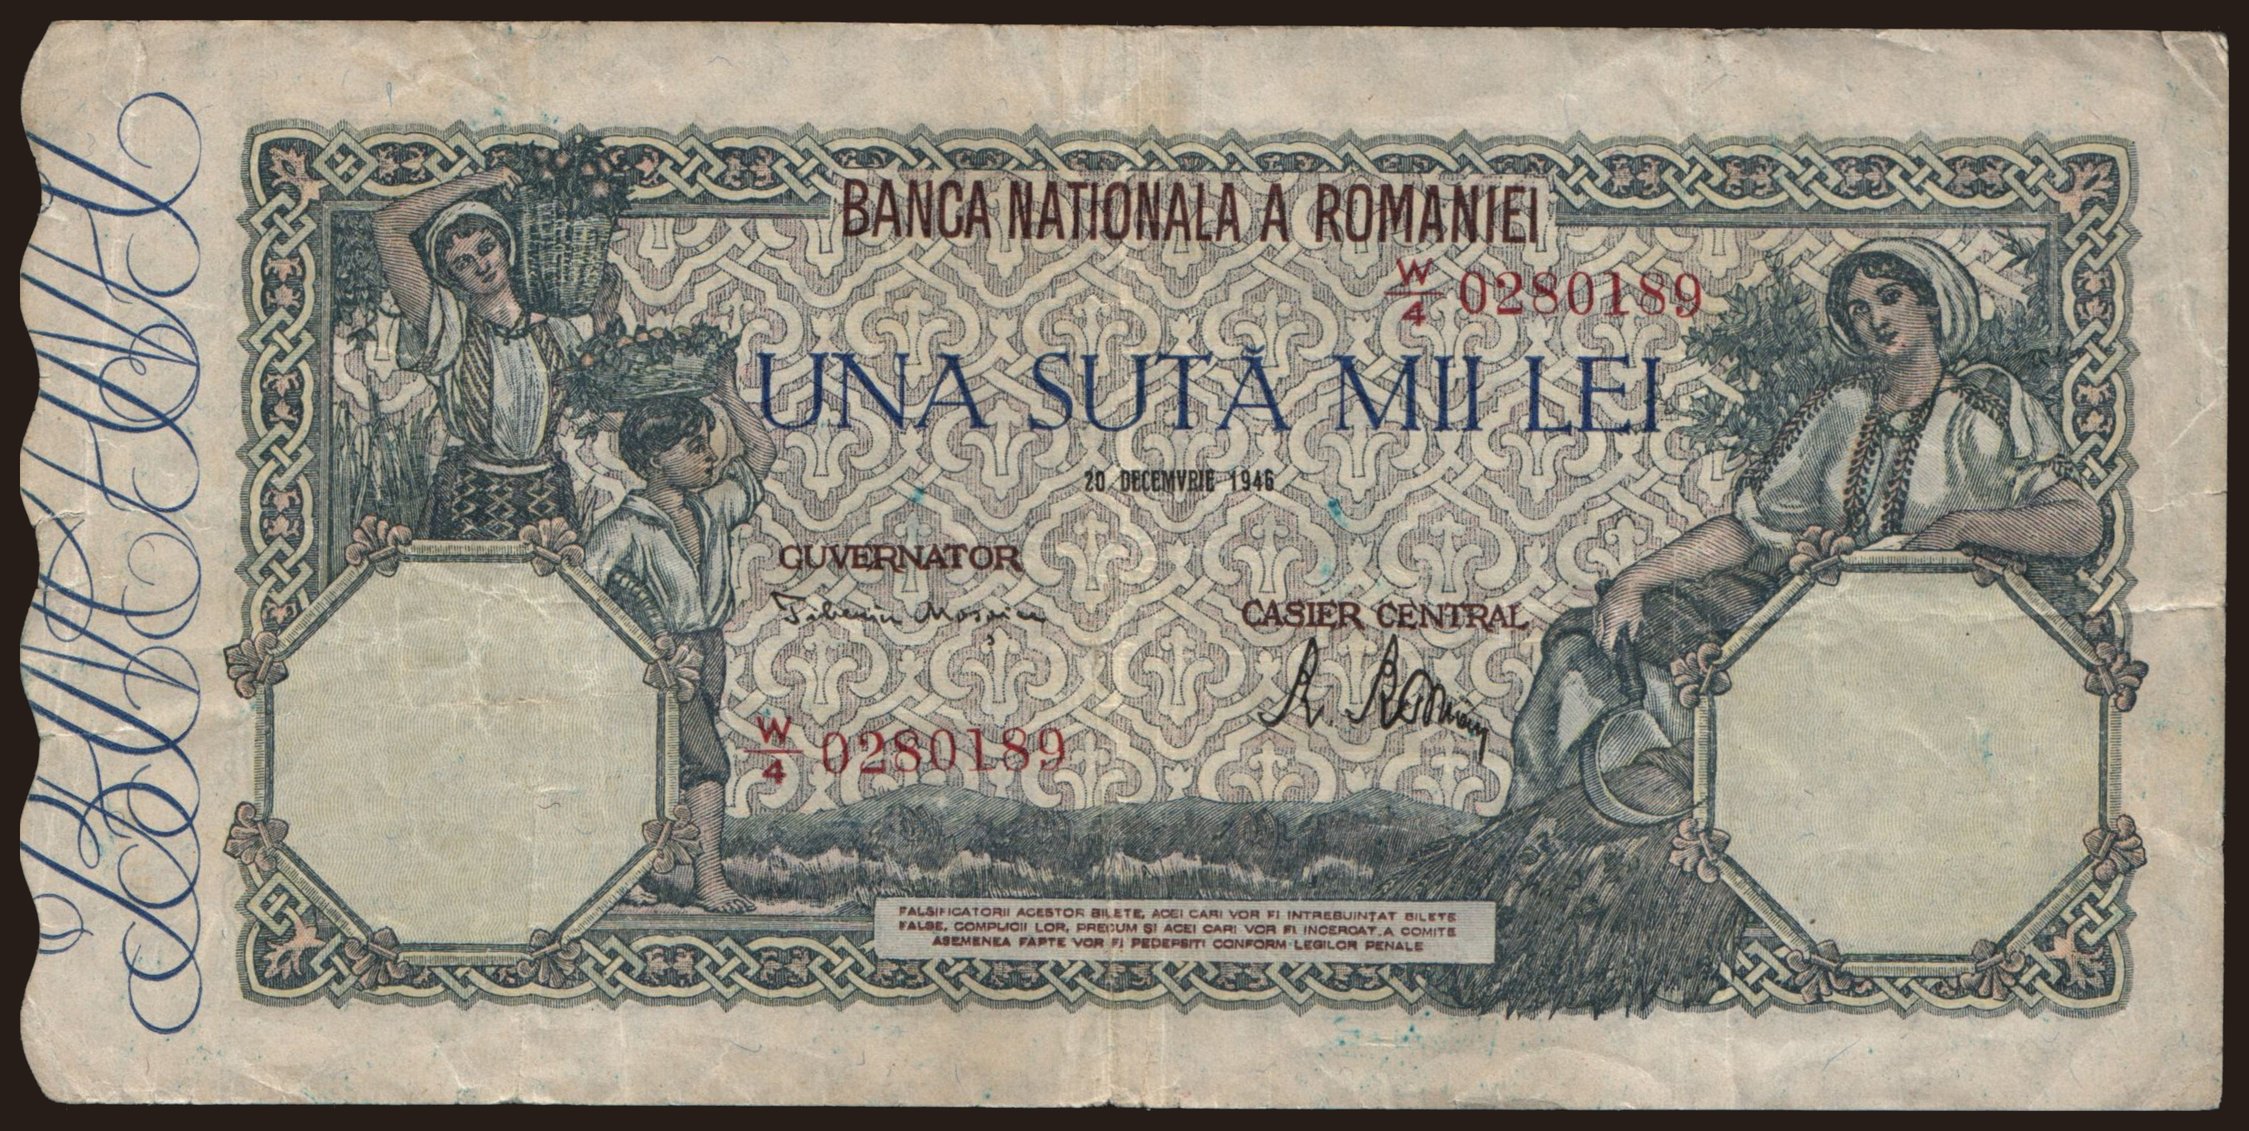 BANCA NATIONALA A ROMANIEI
W/4 0280189
UNA SUTĂ MII LEI
20 DECEMVRIE 1946
GUVERNATOR
CASIER CENTRAL
W/4 0280189
FALSIFICATORII ACESTOR BILETE, ACEI CARI VOR FI INTREBUINȚAT BILETE
FALSE, COMPLICII LOR, PRECUM ȘI ACEI CARI VOR FI INCERCAT A COMITE
ASEMENEA FAPTE VOR FI PEDEPSITI CONFORM LEGILOR PENALE